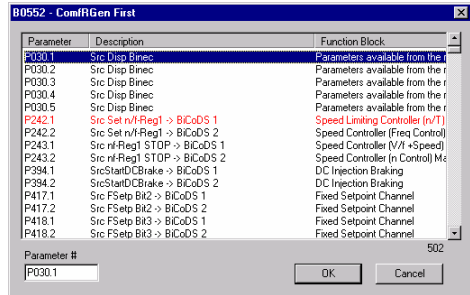 B0552 - ComfRGen First
Parameter Description Function Block
P030.1 Src Disp Binec Parameters available from the r
P030.2 Src Disp Binec Parameters available from the r
P030.3 Src Disp Binec Parameters available from the r
P030.4 Src Disp Binec Parameters available from the r
P030.5 Src Disp Binec Parameters available from the r
P242.1 Src Set n/f-Reg1 -> BiCoDS 1 Speed Limiting Controller (n/T)
P242.2 Src Set n/f-Reg1 -> BiCoDS 2 Speed Controller (Freq Control)
P243.1 Src nf-Reg1 STOP -> BiCoDS 1 Speed Controller (V/f +Speed)
P243.2 Src nf-Reg1 STOP -> BiCoDS 2 Speed Controller (n Control) Ma
P394.1 SrcStartDCBrake -> BiCoDS 1 DC Injection Braking
P394.2 SrcStartDCBrake -> BiCoDS 2 DC Injection Braking
P417.1 Src FSetp Bit2 -> BiCoDS 1 Fixed Setpoint Channel
P417.2 Src FSetp Bit2 -> BiCoDS 2 Fixed Setpoint Channel
P418.1 Src FSetp Bit3 -> BiCoDS 1 Fixed Setpoint Channel
P418.2 Src FSetp Bit3 -> BiCoDS 2 Fixed Setpoint Channel
502
Parameter #
P030.1
OK Cancel